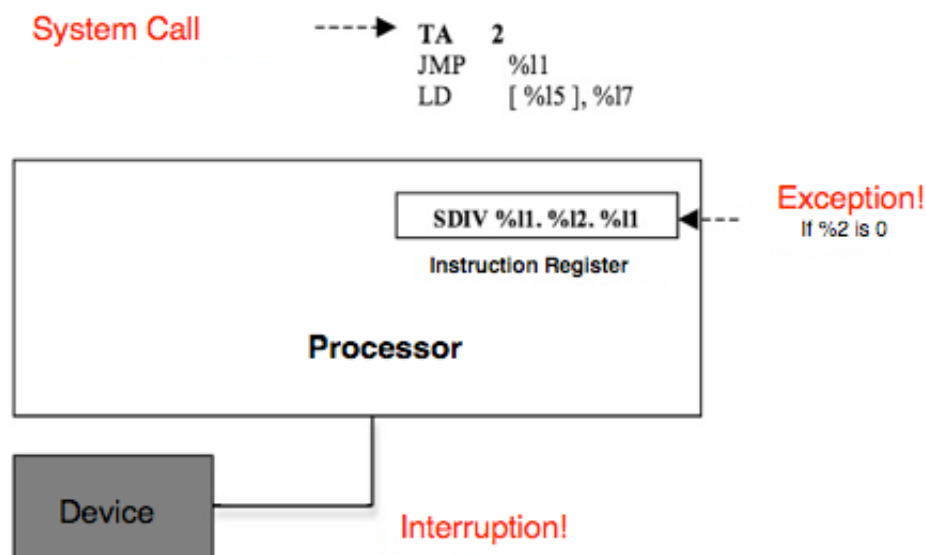 System Call
TA 2
JMP %l1
LD [ %l5 ], %l7
SDIV %l1. %l2. %l1
Instruction Register
Exception!
If %2 is 0
Processor
Device
Interruption!